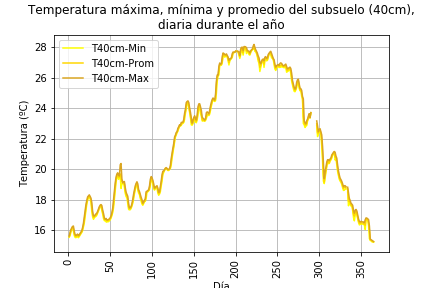 Temperatura máxima, mínima y promedio del subsuelo (40cm),
diaria durante el año
Temperatura (ºC)
28
26
24
22
20
18
16
T40cm-Min
T40cm-Prom
T40cm-Max
0
50
100
150
200
250
300
350
Día